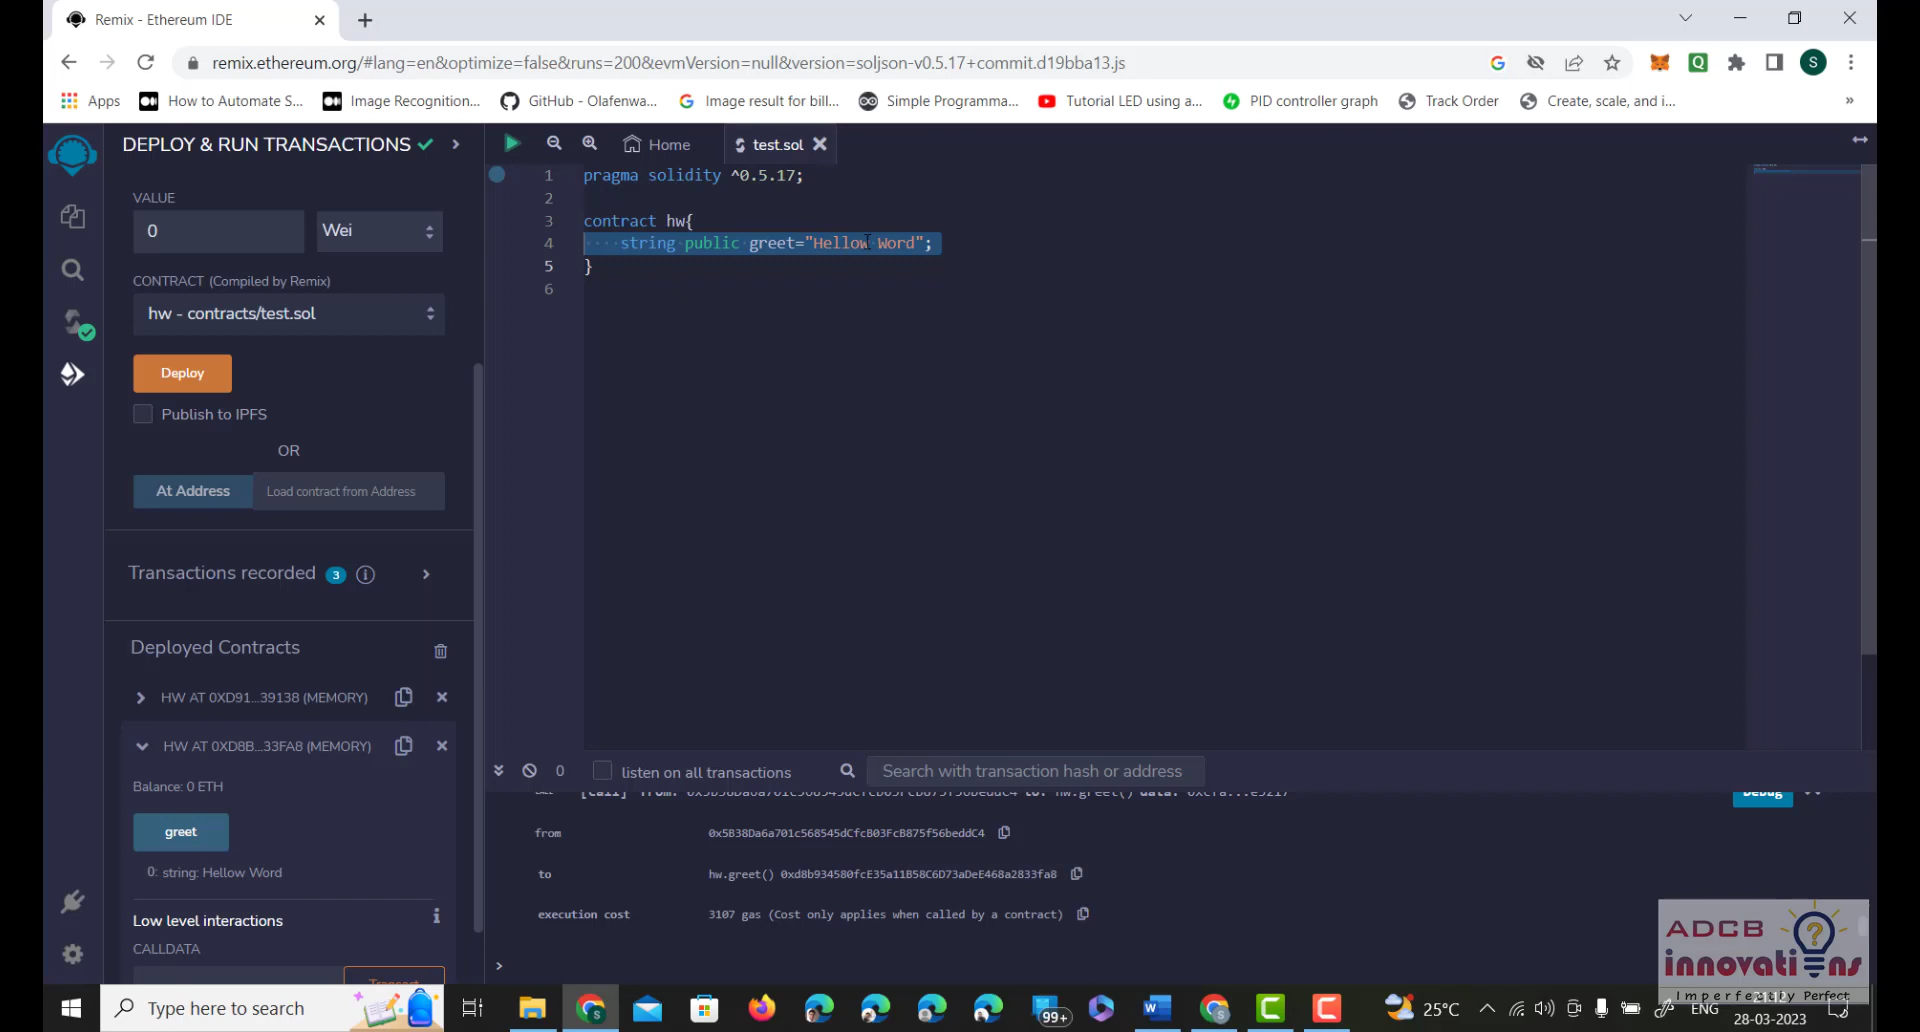 Remix - Ethereum IDE
remix.ethereum.org/#lang=en&optimize=false&runs=200&evmVersion=null&version=soljson-v0.5.17+commit.d19bba13.js
Q
S
Apps
How to Automate S...
Image Recognition...
GitHub - Olafenwa...
Image result for bill...
Simple Programma...
Tutorial LED using a...
PID controller graph
Track Order
Create, scale, and i...
»
DEPLOY & RUN TRANSACTIONS
Home
test.sol
VALUE
0
Wei
CONTRACT (Compiled by Remix)
hw - contracts/test.sol
Deploy
Publish to IPFS
OR
At Address
Load contract from Address
Transactions recorded 3 i
Deployed Contracts
HW AT 0XD91...39138 (MEMORY)
HW AT 0XD8B...33FA8 (MEMORY)
Balance: 0 ETH
greet
0: string: Hellow Word
Low level interactions
i
CALLDATA
Transact
1 pragma solidity ^0.5.17;
2
3 contract hw{
4 ····string·public·greet="Hellow·Word";
5 }
6
0
listen on all transactions
Search with transaction hash or address
Debug
from 0x5B38Da6a701c568545dCfcB03FcB875f56beddC4
to hw.greet() 0xd8b934580fcE35a11B58C6D73aDeE468a2833fa8
execution cost 3107 gas (Cost only applies when called by a contract)
>
ADCB
innovati?ns
Imperfectly Perfect
Type here to search
99+
25°C
ENG
21:12
28-03-2023